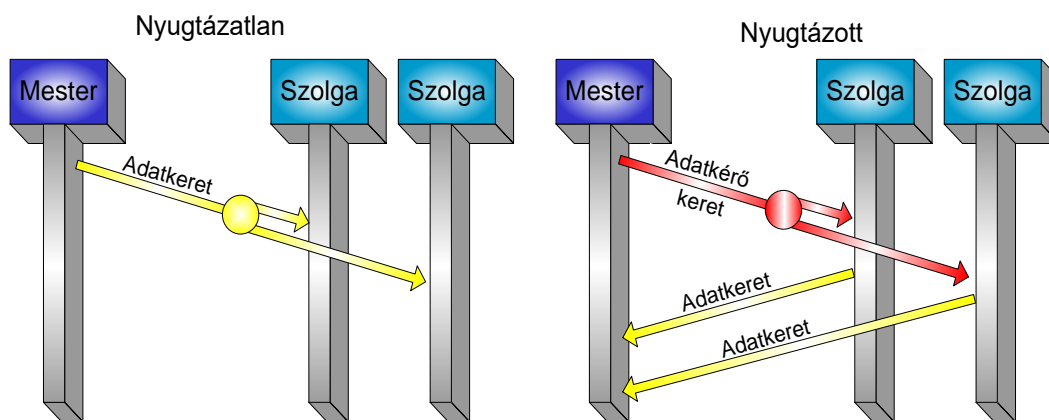 Nyugtázatlan
Mester
Szolga
Szolga
Adatkeret
Nyugtázott
Mester
Szolga
Szolga
Adatkérő
keret
Adatkeret
Adatkeret